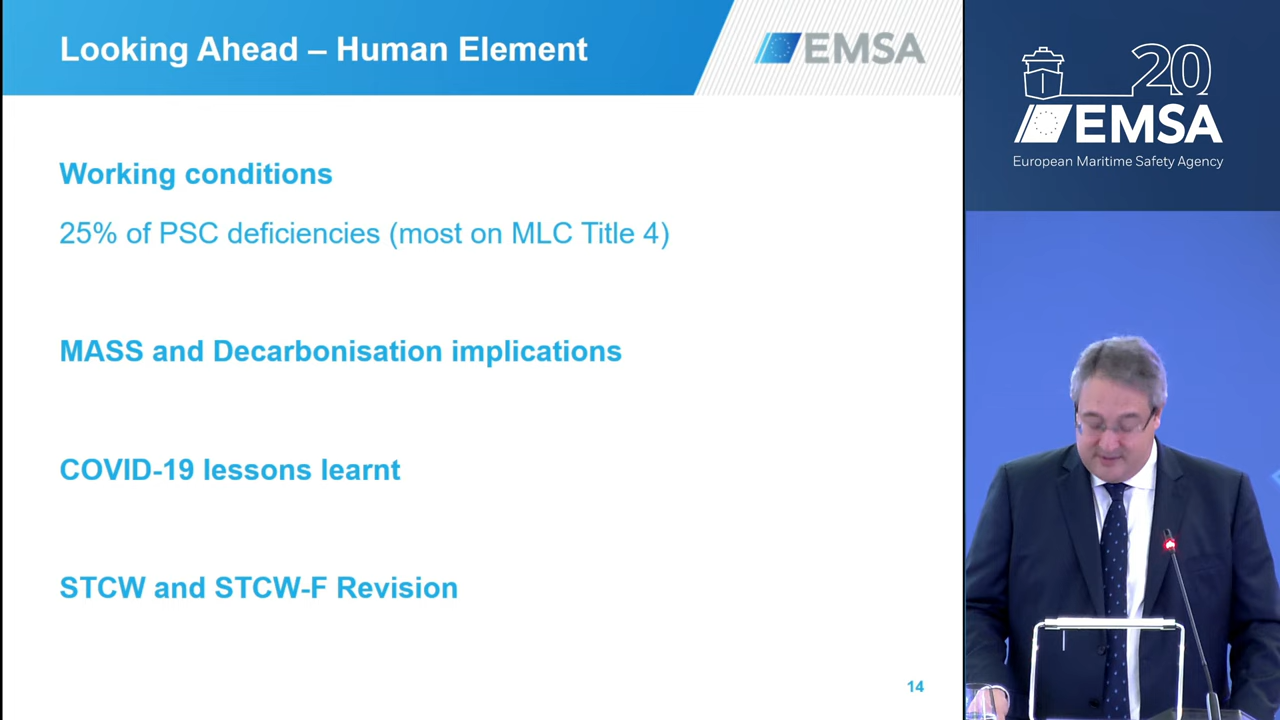 Looking Ahead – Human Element
EMSA
Working conditions
25% of PSC deficiencies (most on MLC Title 4)
MASS and Decarbonisation implications
COVID-19 lessons learnt
STCW and STCW-F Revision
14
20
EMSA
European Maritime Safety Agency